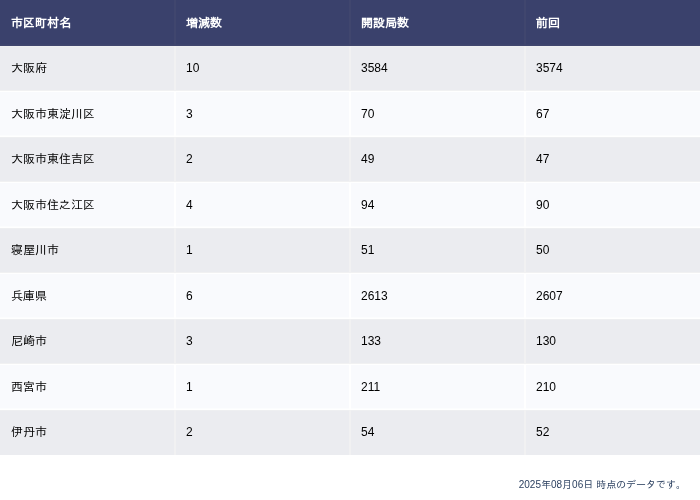 市区町村名 増減数 開設局数 前回
大阪府 10 3584 3574
大阪市東淀川区 3 70 67
大阪市東住吉区 2 49 47
大阪市住之江区 4 94 90
寝屋川市 1 51 50
兵庫県 6 2613 2607
尼崎市 3 133 130
西宮市 1 211 210
伊丹市 2 54 52
2025年08月06日 時点のデータです。